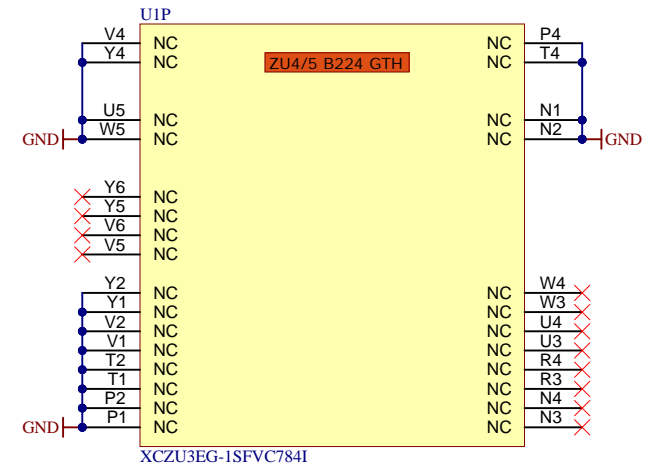 U1P
V4 NC NC P4
Y4 NC ZU4/5 B224 GTH NC T4
U5 NC NC N1
GND W5 NC NC N2 GND
Y6 NC
Y5 NC
V6 NC
V5 NC
Y2 NC NC W4
Y1 NC NC W3
V2 NC NC U4
V1 NC NC U3
T2 NC NC R4
T1 NC NC R3
P2 NC NC N4
GND P1 NC NC N3
XCZU3EG-1SFVC784I